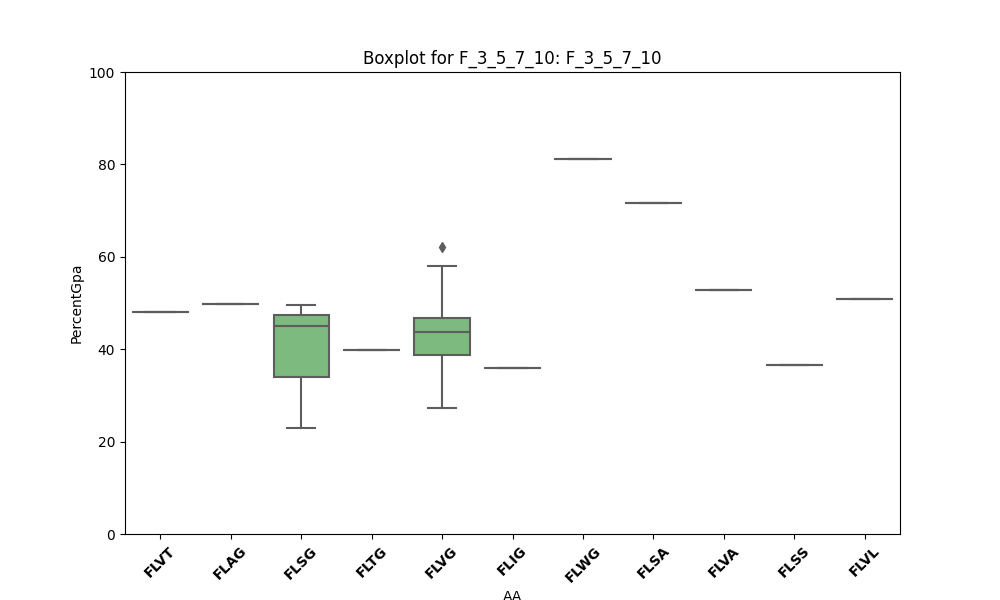 Boxplot for F_3_5_7_10: F_3_5_7_10
100
80
60
40
20
0
PercentGpa
FLVT FLAG FLSG FLTG FLVG FLIG FLWG FLSA FLVA FLSS FLVL
AA